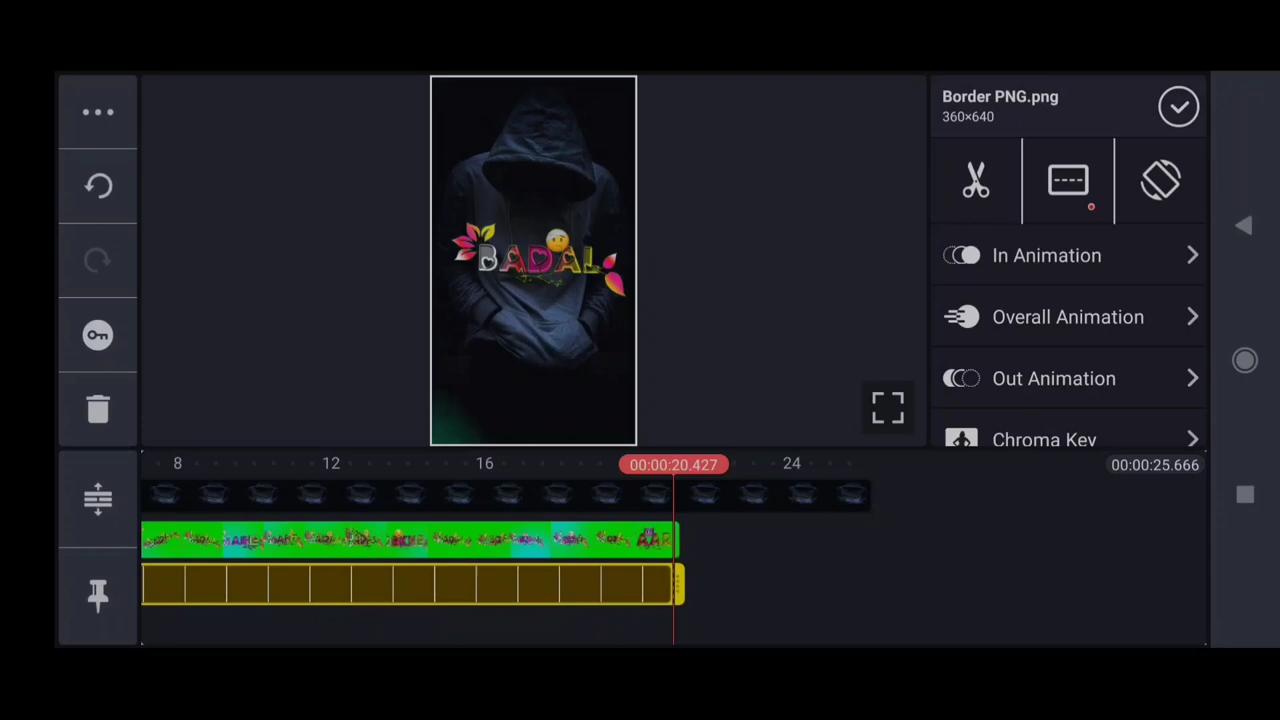 Border PNG.png
360×640
BADAL
In Animation
Overall Animation
Out Animation
Chroma Key
8 12 16 00:00:20.427 24 00:00:25.666